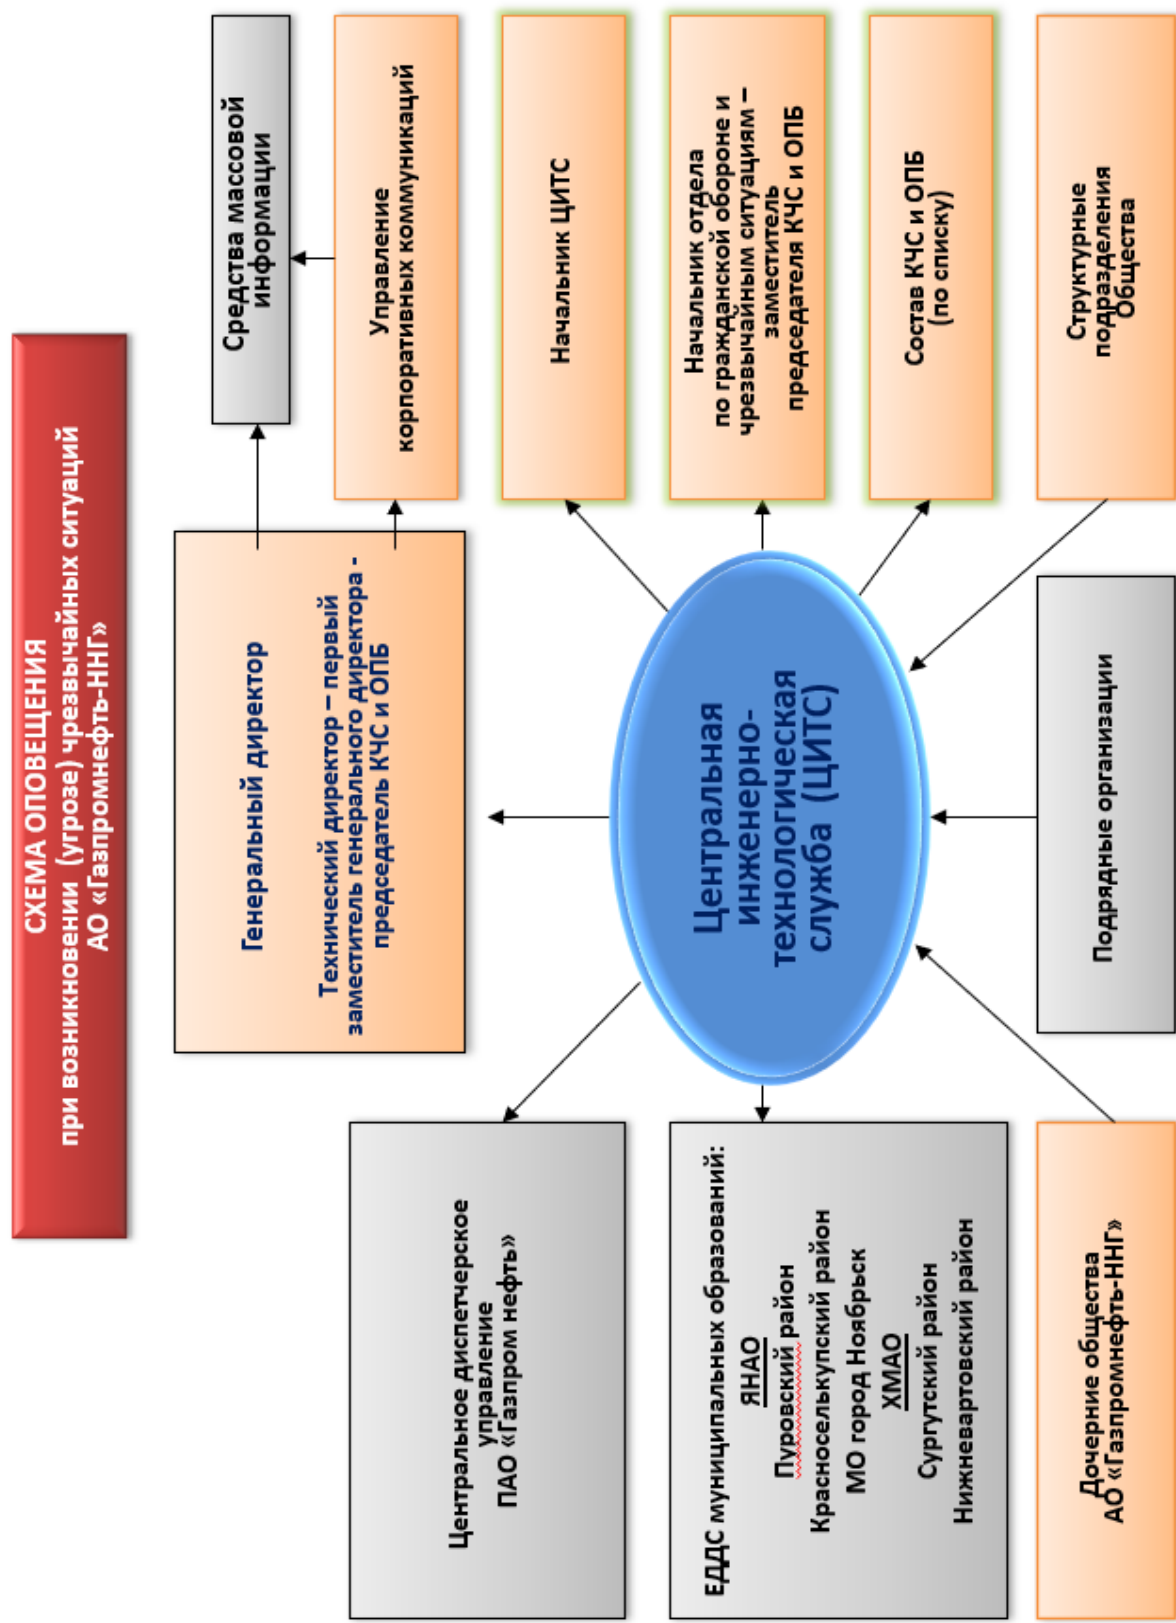 СХЕМА ОПОВЕЩЕНИЯ
при возникновении (угрозе) чрезвычайных ситуаций
АО «Газпромнефть-ННГ»
Генеральный директор
Технический директор – первый
заместитель генерального директора -
председатель КЧС и ОПБ
Средства массовой
информации
Управление
корпоративных коммуникаций
Центральное диспетчерское
управление
ПАО «Газпром нефть»
Начальник ЦИТС
ЕДДС муниципальных образований:
ЯНАО
Пуровский район
Красноселькупский район
МО город Ноябрьск
ХМАО
Сургутский район
Нижневартовский район
Центральная
инженерно-
технологическая
служба (ЦИТС)
Начальник отдела
по гражданской обороне и
чрезвычайным ситуациям –
заместитель
председателя КЧС и ОПБ
Состав КЧС и ОПБ
(по списку)
Дочерние общества
АО «Газпромнефть-ННГ»
Подрядные организации
Структурные
подразделения
Общества